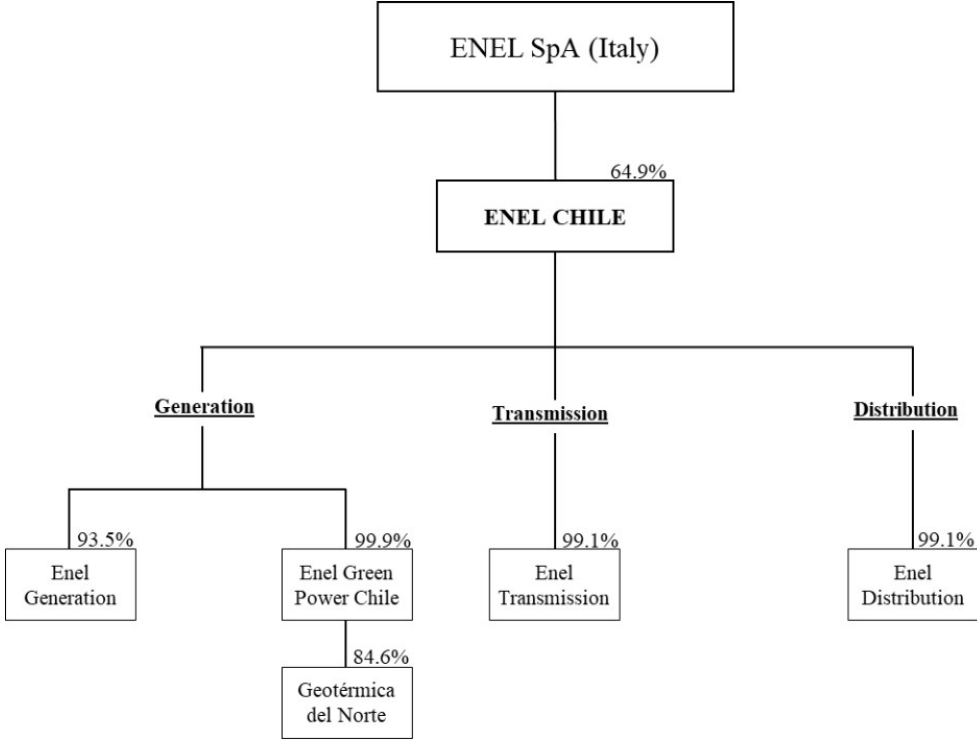 ENEL SpA (Italy)
64.9%
ENEL CHILE
Generation
Transmission
Distribution
93.5%
99.9%
99.1%
99.1%
Enel
Generation
Enel Green
Power Chile
Enel
Transmission
Enel
Distribution
84.6%
Geotérmica
del Norte